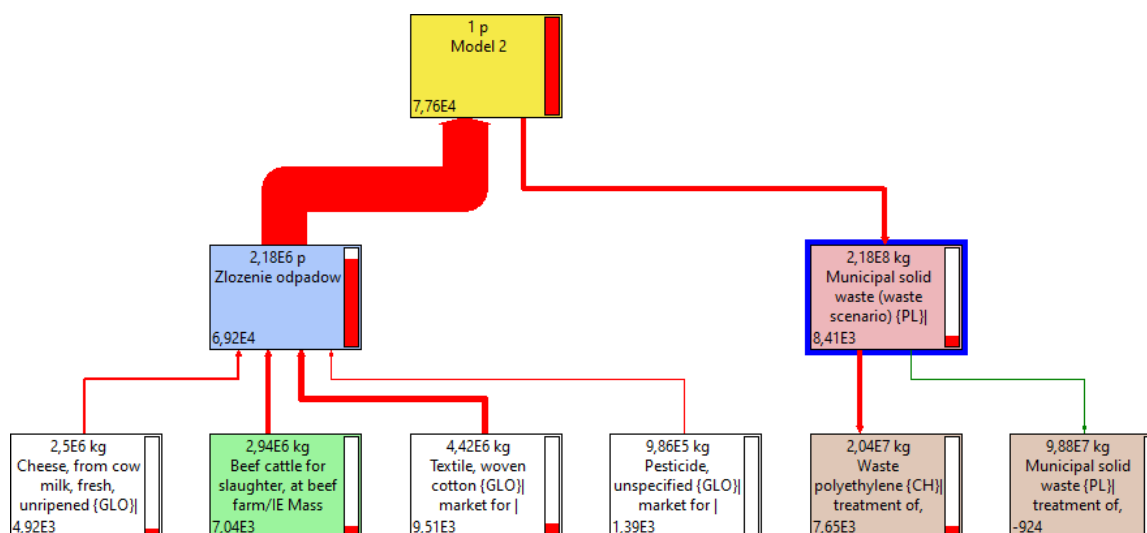 1 p
Model 2
7,76E4
2,18E6 p
Zlozenie odpadow
6,92E4
2,18E8 kg
Municipal solid
waste (waste
scenario) {PL}|
8,41E3
2,5E6 kg
Cheese, from cow
milk, fresh,
unripened {GLO}|
4,92E3
2,94E6 kg
Beef cattle for
slaughter, at beef
farm/IE Mass
7,04E3
4,42E6 kg
Textile, woven
cotton {GLO}|
market for |
9,51E3
9,86E5 kg
Pesticide,
unspecified {GLO}|
market for |
1,39E3
2,04E7 kg
Waste
polyethylene {CH}|
treatment of,
7,65E3
9,88E7 kg
Municipal solid
waste {PL}|
treatment of,
-924